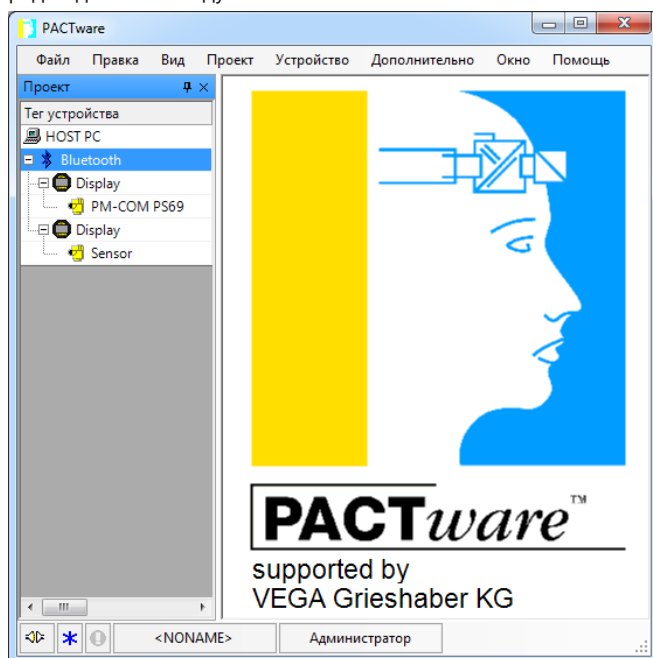 PACTware
Файл Правка Вид Проект Устройство Дополнительно Окно Помощь
Проект
Тег устройства
HOST PC
Bluetooth
Display
PM-COM PS69
Display
Sensor
PACTware™
supported by
VEGA Grieshaber KG
<NONAME> Администратор